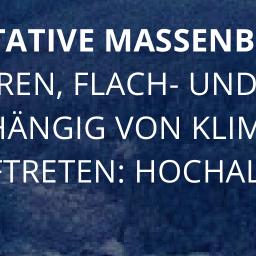 TATIVE MASSENB
REN, FLACH- UND
HÄNGIG VON KLIM
FTRETEN: HOCHAL